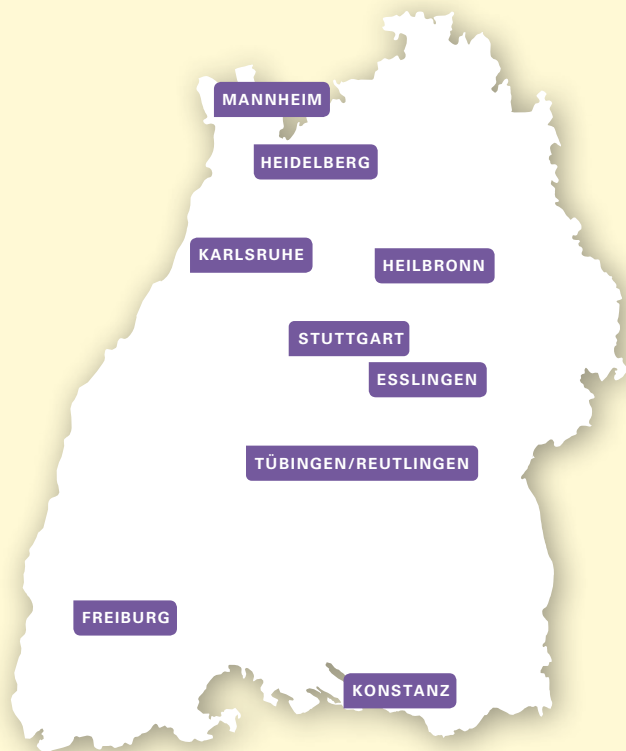 MANNHEIM
HEIDELBERG
KARLSRUHE
HEILBRONN
STUTTGART
ESSLINGEN
TÜBINGEN/REUTLINGEN
FREIBURG
KONSTANZ